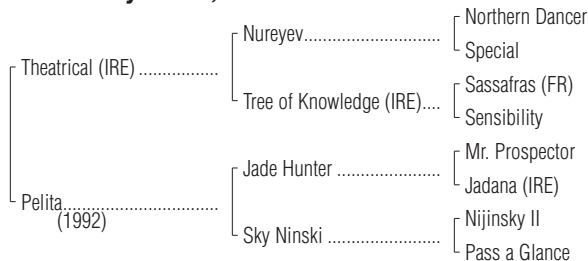 Northern Dancer
Nureyev
Special
Theatrical (IRE)
Sassafras (FR)
Tree of Knowledge (IRE)
Sensibility
Mr. Prospector
Jade Hunter
Jadana (IRE)
Pelita
(1992)
Nijinsky II
Sky Ninski
Pass a Glance